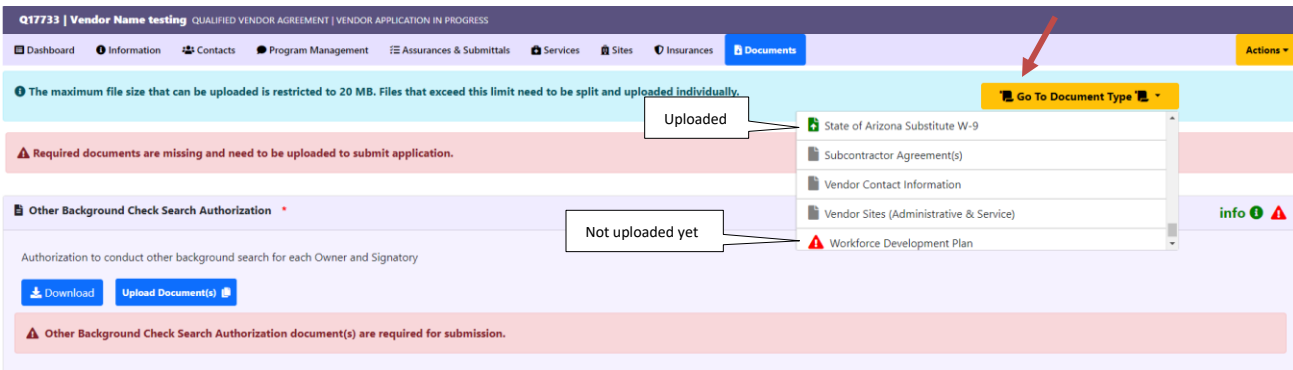 Q17733 | Vendor Name testing QUALIFIED VENDOR AGREEMENT | VENDOR APPLICATION IN PROGRESS
Dashboard Information Contacts Program Management Assurances & Submittals Services Sites Insurances Documents Actions
The maximum file size that can be uploaded is restricted to 20 MB. Files that exceed this limit need to be split and uploaded individually.
Go To Document Type
Uploaded
State of Arizona Substitute W-9
Required documents are missing and need to be uploaded to submit application.
Subcontractor Agreement(s)
Vendor Contact Information
Other Background Check Search Authorization *
Vendor Sites (Administrative & Service)
info
Not uploaded yet
Workforce Development Plan
Authorization to conduct other background search for each Owner and Signatory
Download Upload Document(s)
Other Background Check Search Authorization document(s) are required for submission.